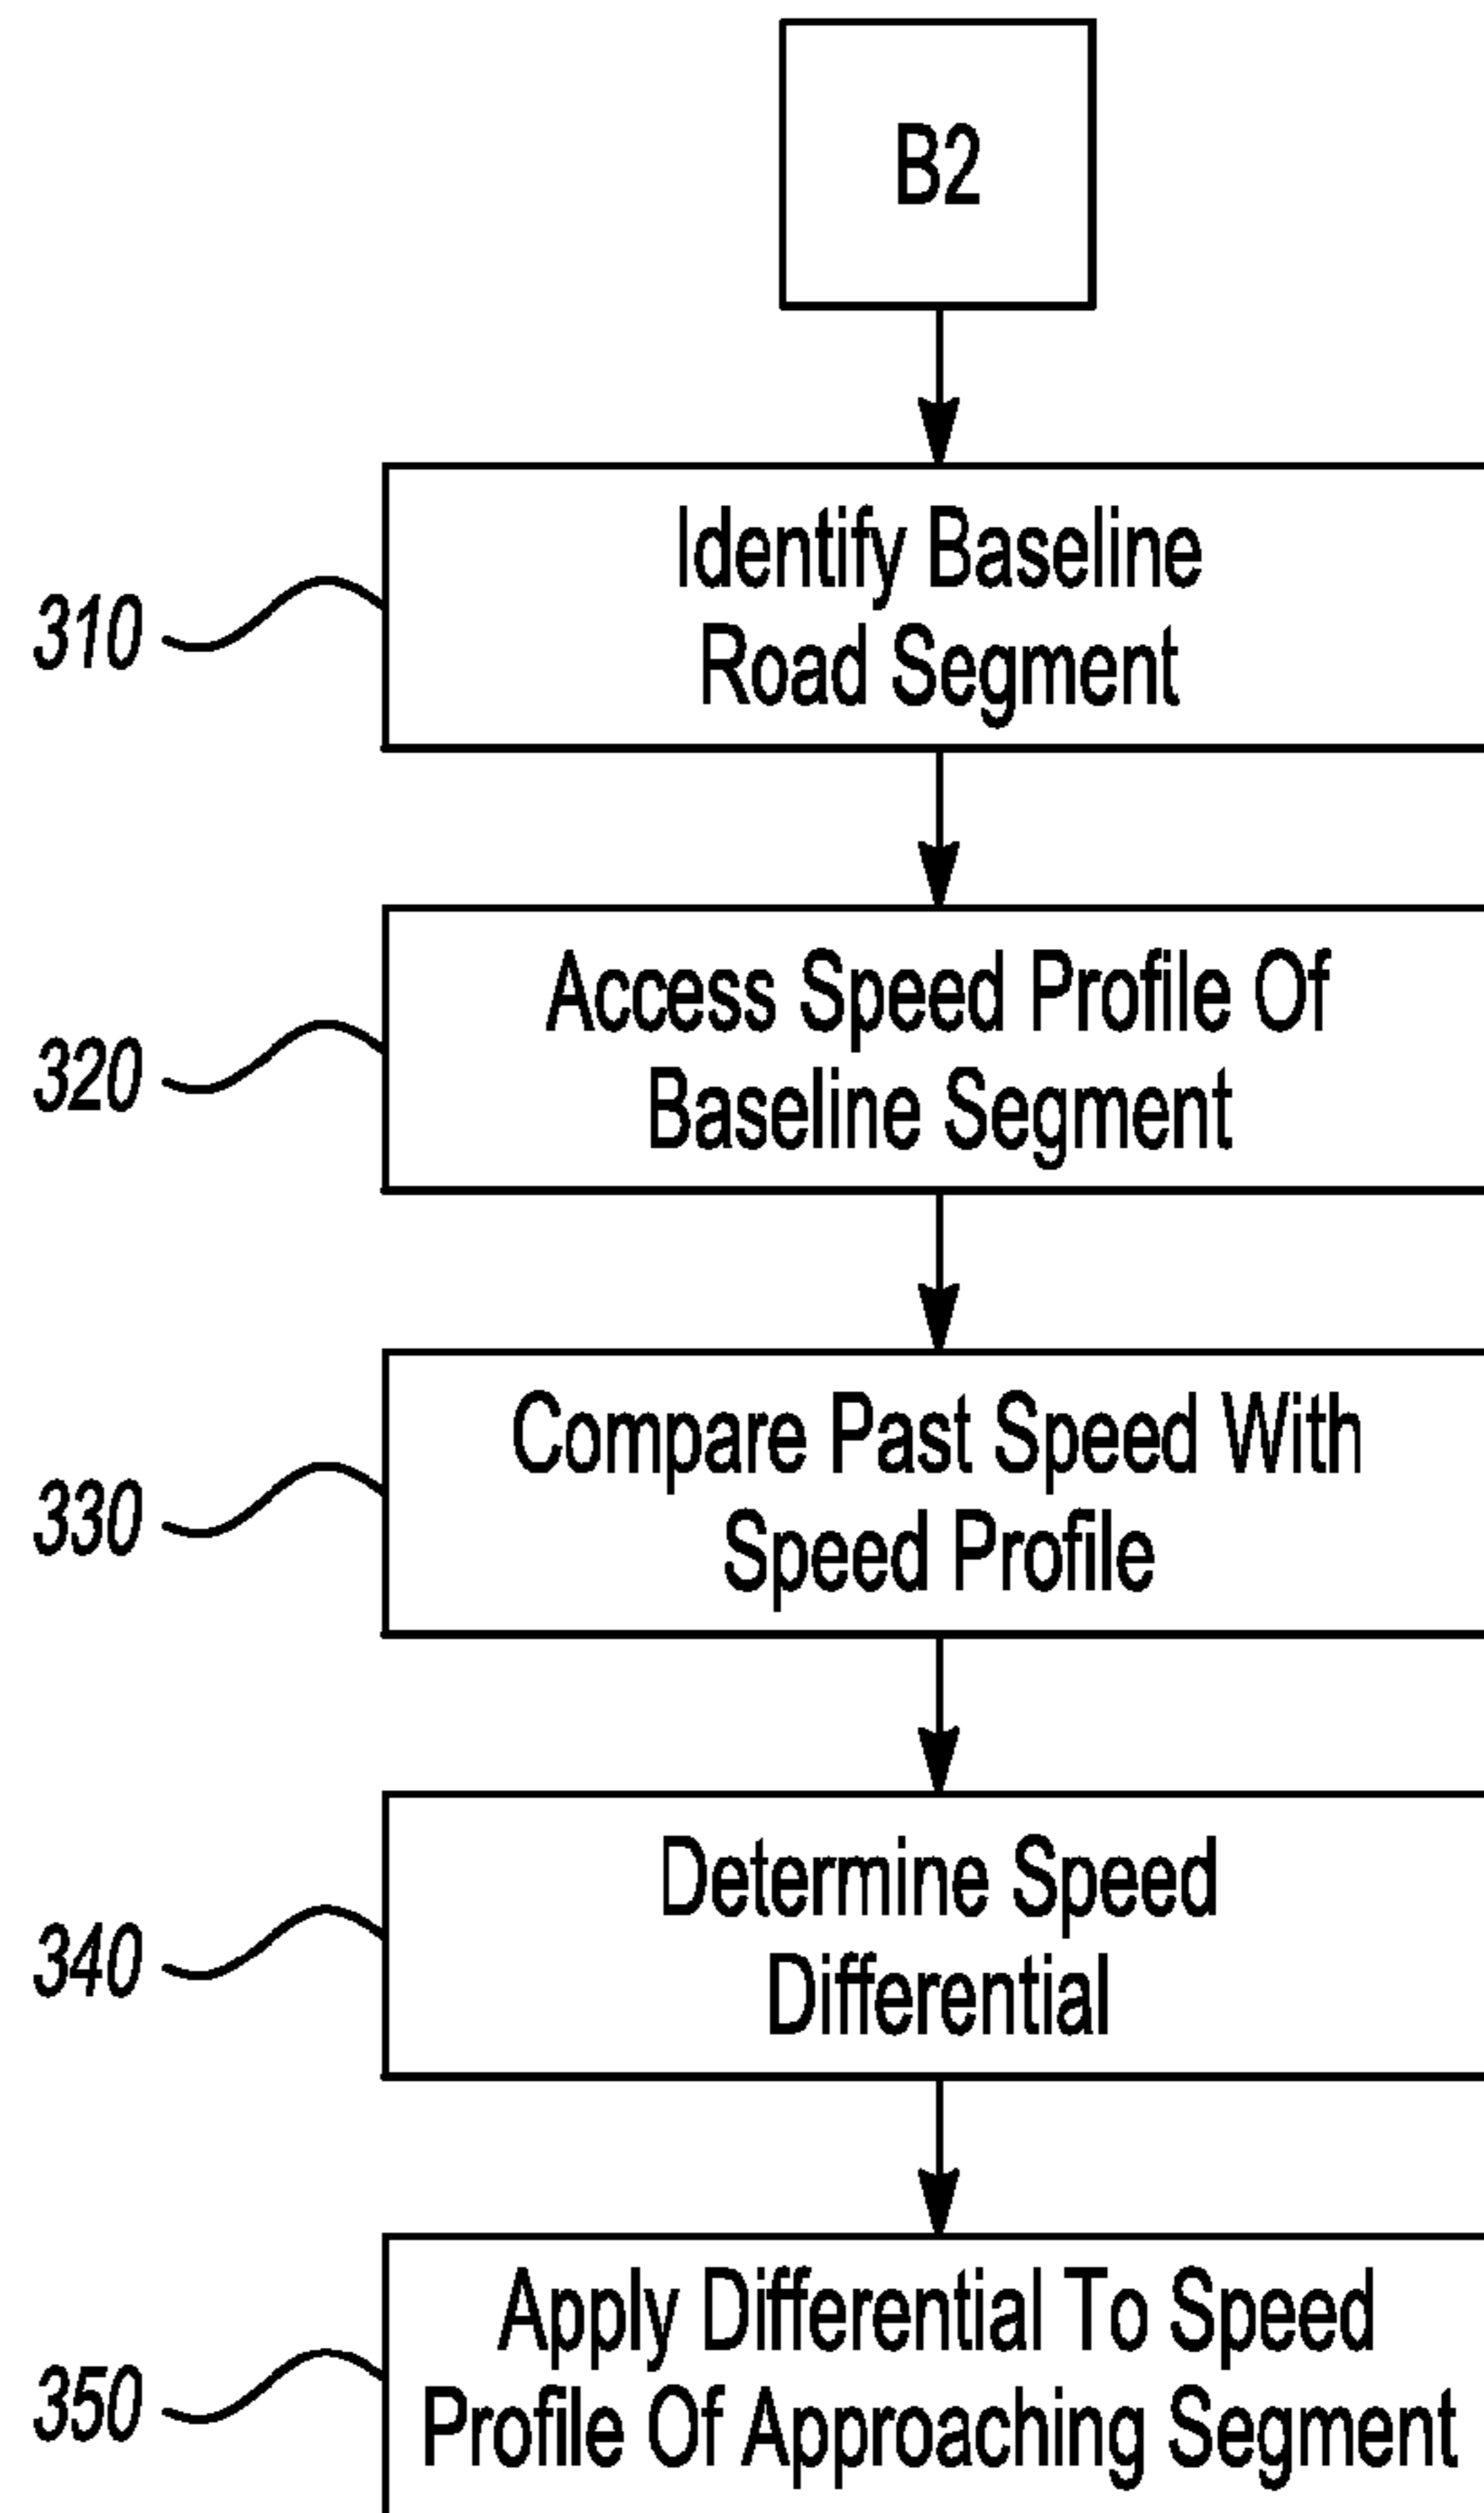 B2
310
Identify Baseline
Road Segment
320
Access Speed Profile Of
Baseline Segment
330
Compare Past Speed With
Speed Profile
340
Determine Speed
Differential
350
Apply Differential To Speed
Profile Of Approaching Segment